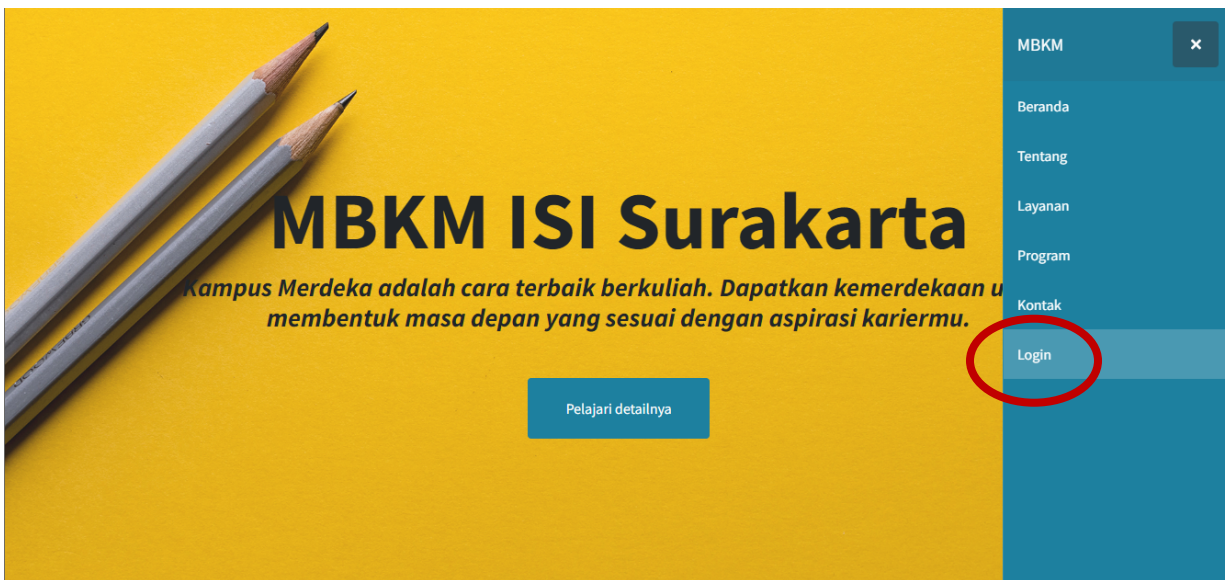 MBKM
×
Beranda
Tentang
Layanan
Program
Kontak
Login
MBKM ISI Surakarta
Kampus Merdeka adalah cara terbaik berkuliah. Dapatkan kemerdekaan u
membentuk masa depan yang sesuai dengan aspirasi kariermu.
Pelajari detailnya